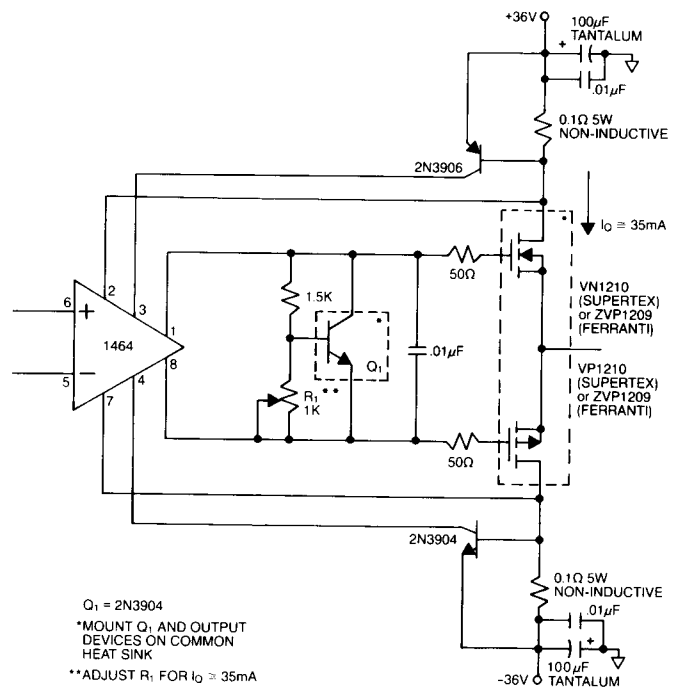 +36V
100μF
TANTALUM
+
.01μF
0.1Ω 5W
NON-INDUCTIVE
2N3906
*
I_Q ≅ 35mA
2
3
6
+
1
1464
8
5
−
4
7
50Ω
1.5K
*
Q₁
.01μF
**
R₁
1K
VN1210
(SUPERTEX)
or ZVP1209
(FERRANTI)
VP1210
(SUPERTEX)
or ZVP1209
(FERRANTI)
50Ω
2N3904
0.1Ω 5W
NON-INDUCTIVE
.01μF
+
100μF
TANTALUM
−36V
Q₁ = 2N3904
*MOUNT Q₁ AND OUTPUT
DEVICES ON COMMON
HEAT SINK
**ADJUST R₁ FOR I_Q ≅ 35mA